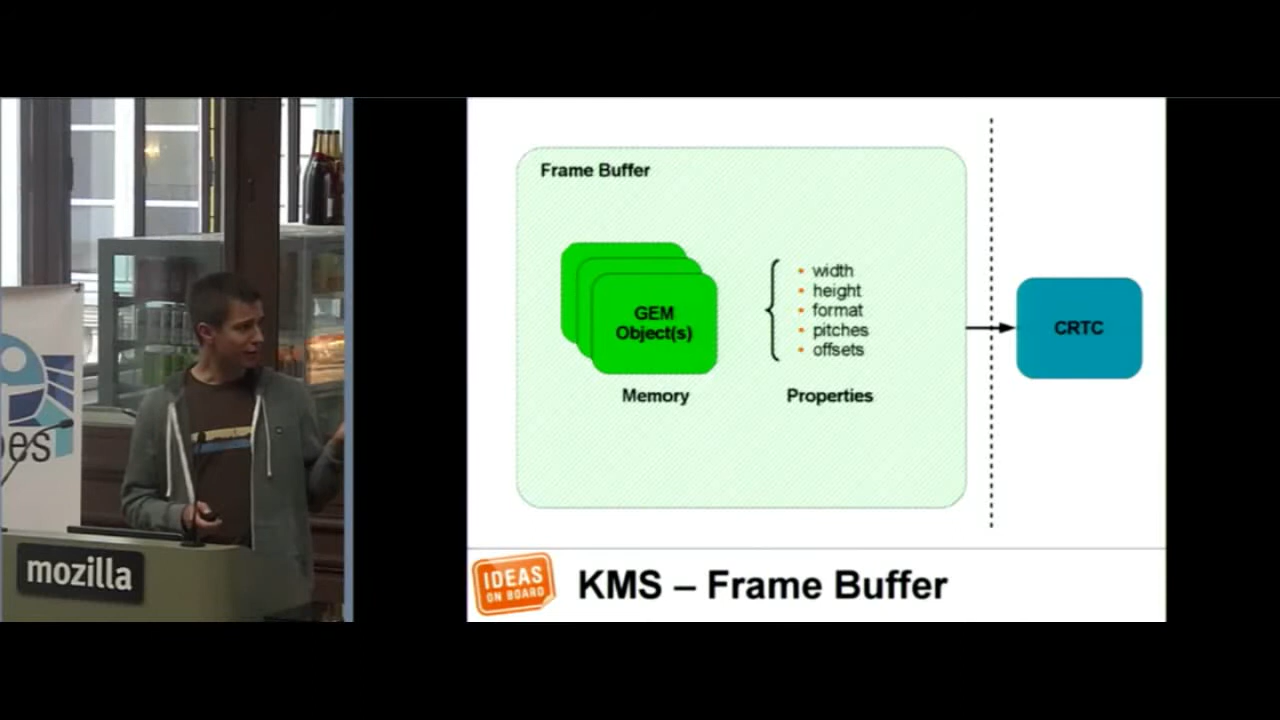 es
mozilla
Frame Buffer
GEM
Object(s)
Memory
• width
• height
• format
• pitches
• offsets
Properties
CRTC
IDEAS
ON BOARD
KMS – Frame Buffer